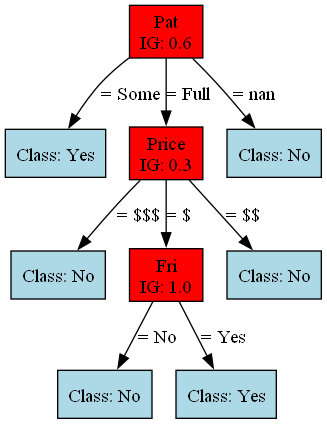 Pat
IG: 0.6
= Some
= Full
= nan
Class: Yes
Price
IG: 0.3
Class: No
= $$$
= $
= $$
Class: No
Fri
IG: 1.0
Class: No
= No
= Yes
Class: No
Class: Yes